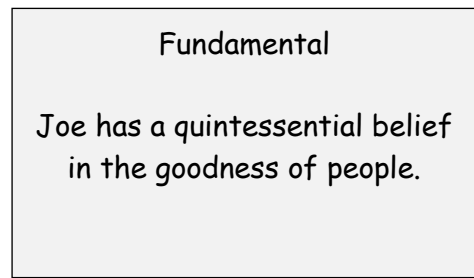 Fundamental
Joe has a quintessential belief
in the goodness of people.